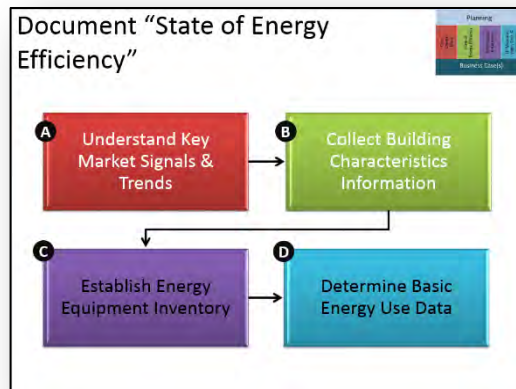 Document “State of Energy
Efficiency”
Planning
Business Case(s)
A
Understand Key
Market Signals &
Trends
B
Collect Building
Characteristics
Information
C
Establish Energy
Equipment Inventory
D
Determine Basic
Energy Use Data